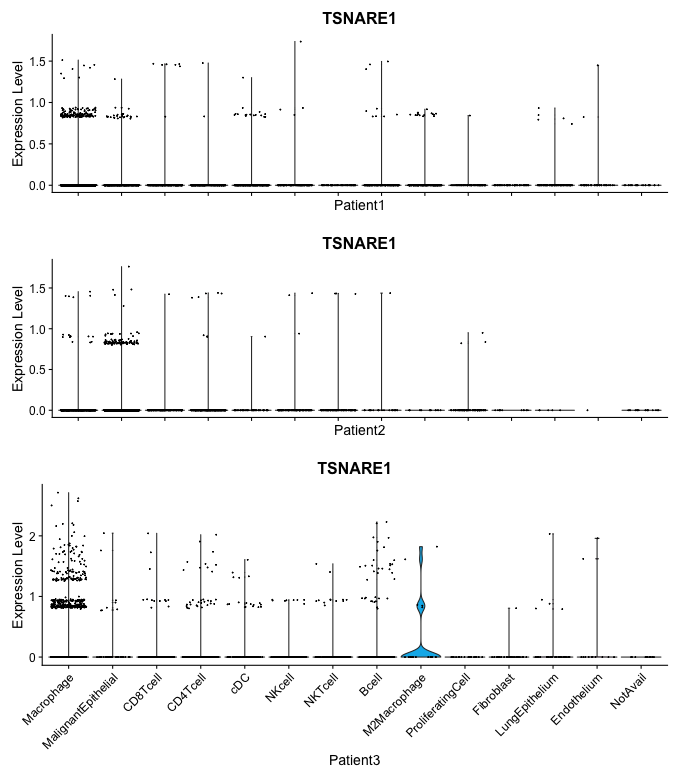 TSNARE1
Expression Level
1.5
1.0
0.5
0.0
Patient1
TSNARE1
Expression Level
1.5
1.0
0.5
0.0
Patient2
TSNARE1
Expression Level
2
1
0
Macrophage
MalignantEpithelial
CD8Tcell
CD4Tcell
cDC
NKcell
NKTcell
Bcell
M2Macrophage
ProliferatingCell
Fibroblast
LungEpithelium
Endothelium
NotAvail
Patient3